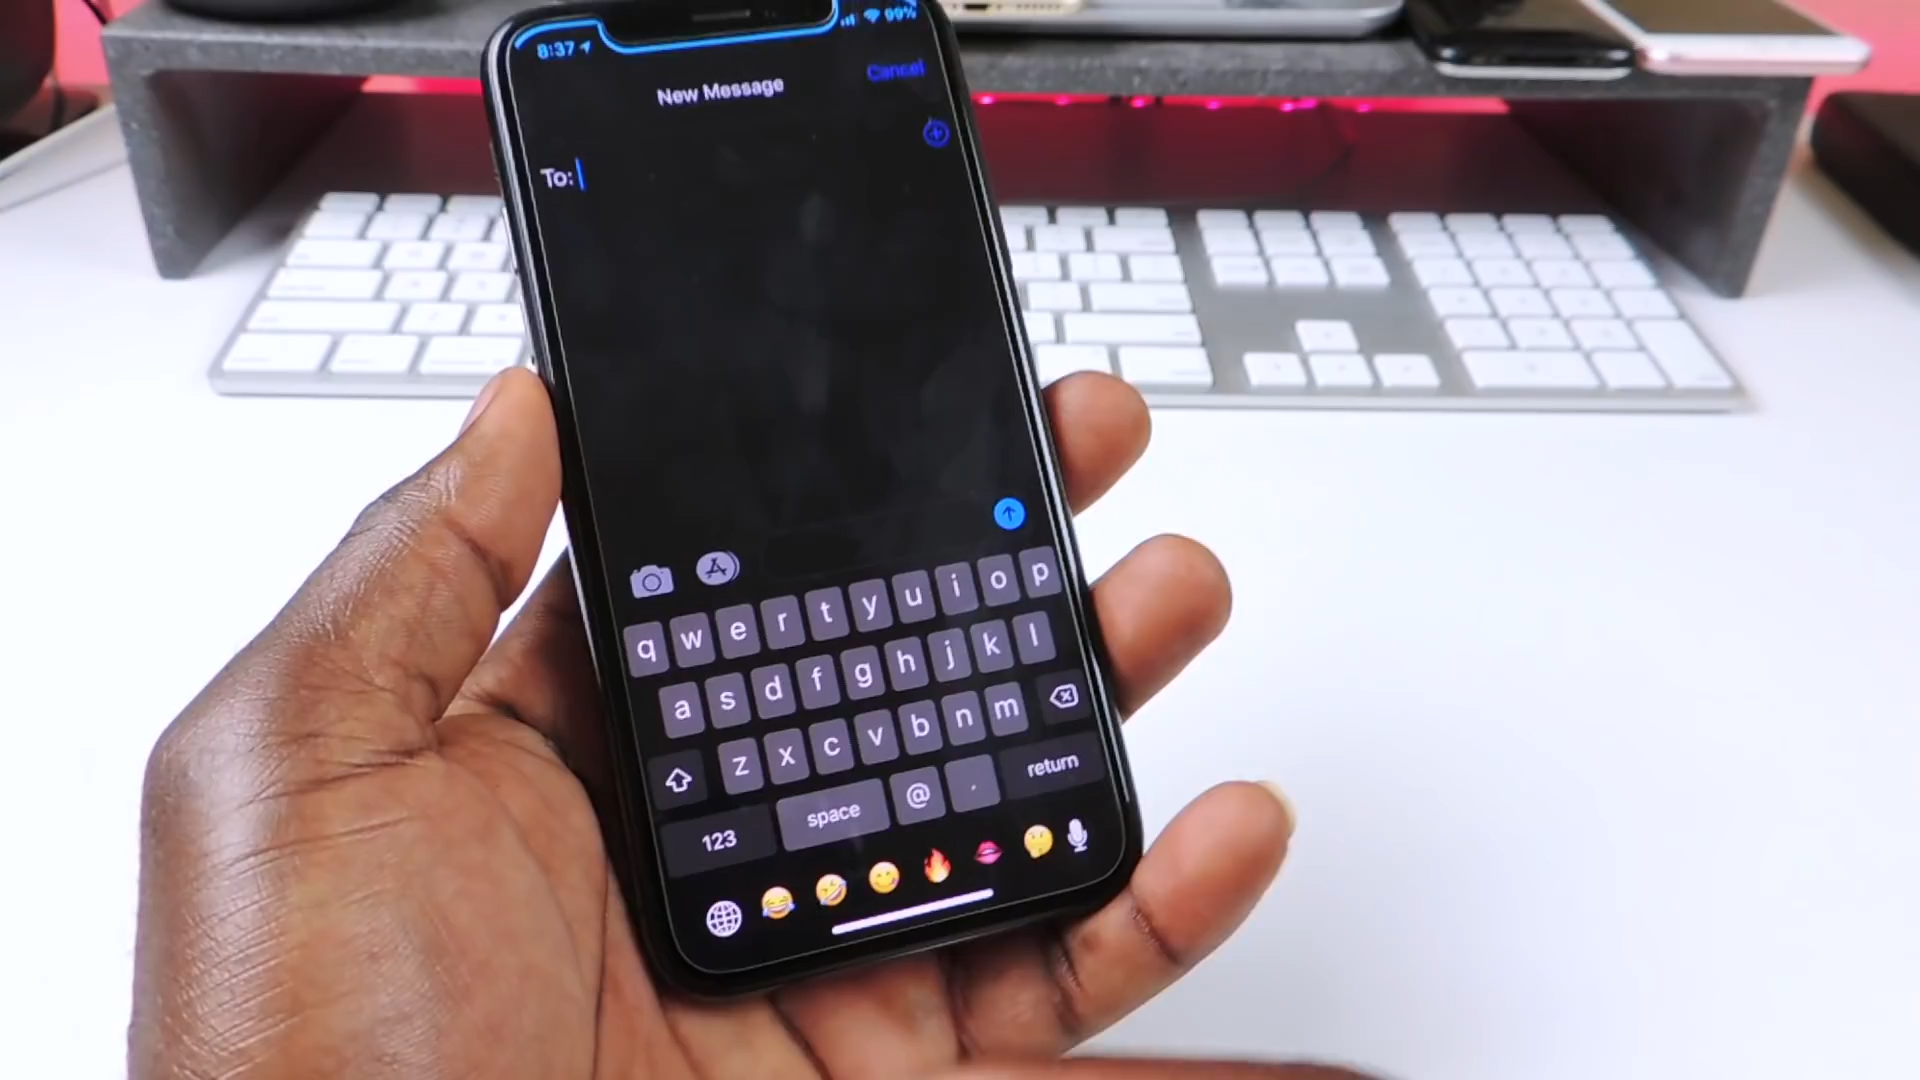 8:37
99%
Cancel
New Message
To:
q w e r t y u i o p
a s d f g h j k l
z x c v b n m
123 space @ . return